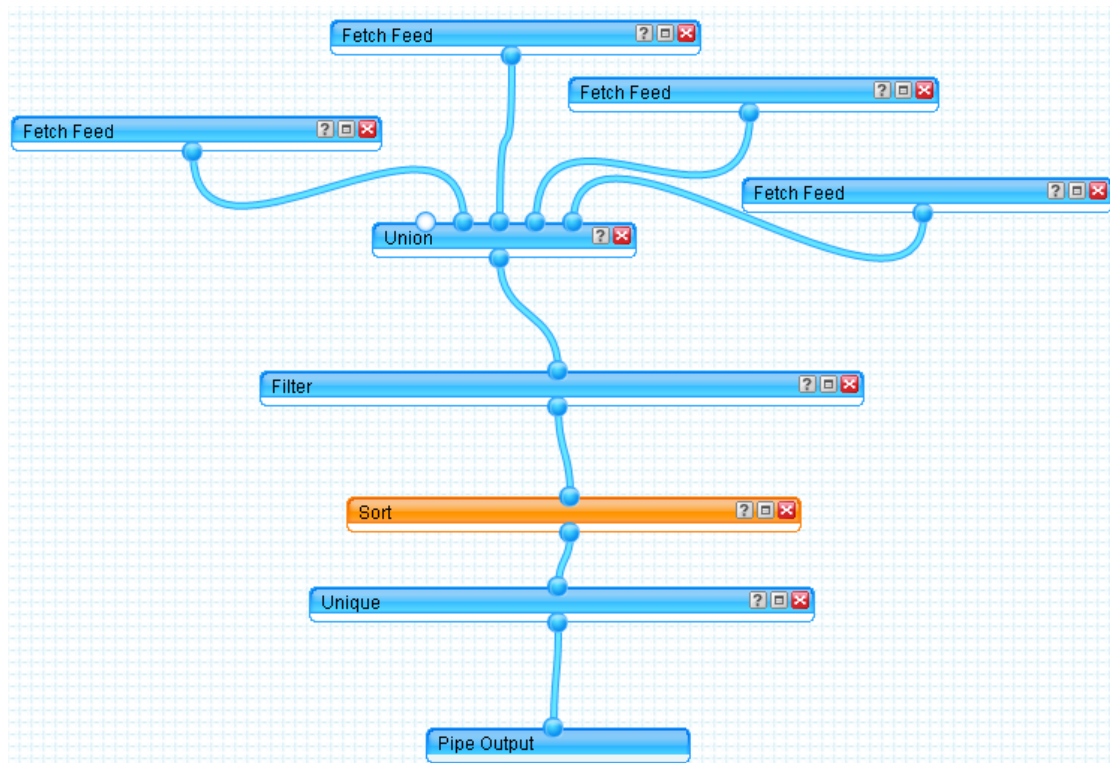 Fetch Feed
Fetch Feed
Fetch Feed
Fetch Feed
Union
Filter
Sort
Unique
Pipe Output